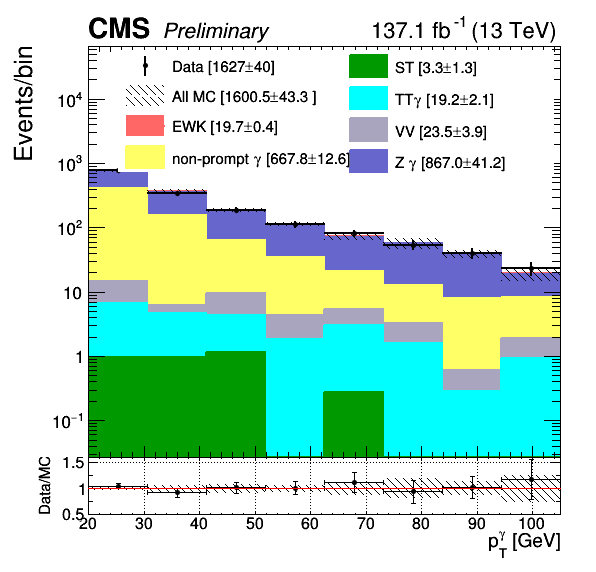 CMS Preliminary 137.1 fb⁻¹ (13 TeV)
Events/bin
Data [1627±40]
All MC [1600.5±43.3 ]
EWK [19.7±0.4]
non-prompt γ [667.8±12.6]
ST [3.3±1.3]
TTγ [19.2±2.1]
VV [23.5±3.9]
Z γ [867.0±41.2]
10⁴
10³
10²
10
1
10⁻¹
Data/MC
1.5
1
0.5
20 30 40 50 60 70 80 90 100
p_T^γ [GeV]